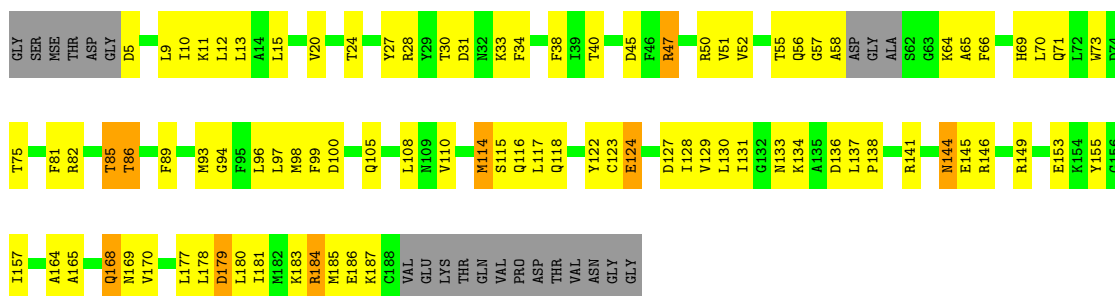 GLY SER MSE THR ASP GLY D5 L9 I10 K11 L12 L13 A14 L15 V20 T24 Y27 R28 Y29 T30 D31 N32 K33 F34 F38 I39 T40 D45 F46 R47 R50 V51 V52 T55 Q56 G57 A58 ASP GLY ALA S62 G63 K64 A65 F66 H69 L70 Q71 L72 W73
T75 F81 R82 T85 T86 F89 M93 G94 F95 L96 L97 M98 F99 D100 Q105 L108 N109 V110 M114 S115 Q116 L117 Q118 Y122 C123 E124 D127 I128 V129 L130 I131 G132 N133 K134 A135 D136 L137 P138 R141 N144 E145 R146 R149 E153 K154 Y155
I157 A164 A165 Q168 N169 V170 L177 L178 D179 L180 I181 M182 K183 R184 M185 E186 K187 C188 VAL GLU LYS THR GLN VAL PRO ASP THR VAL ASN GLY GLY